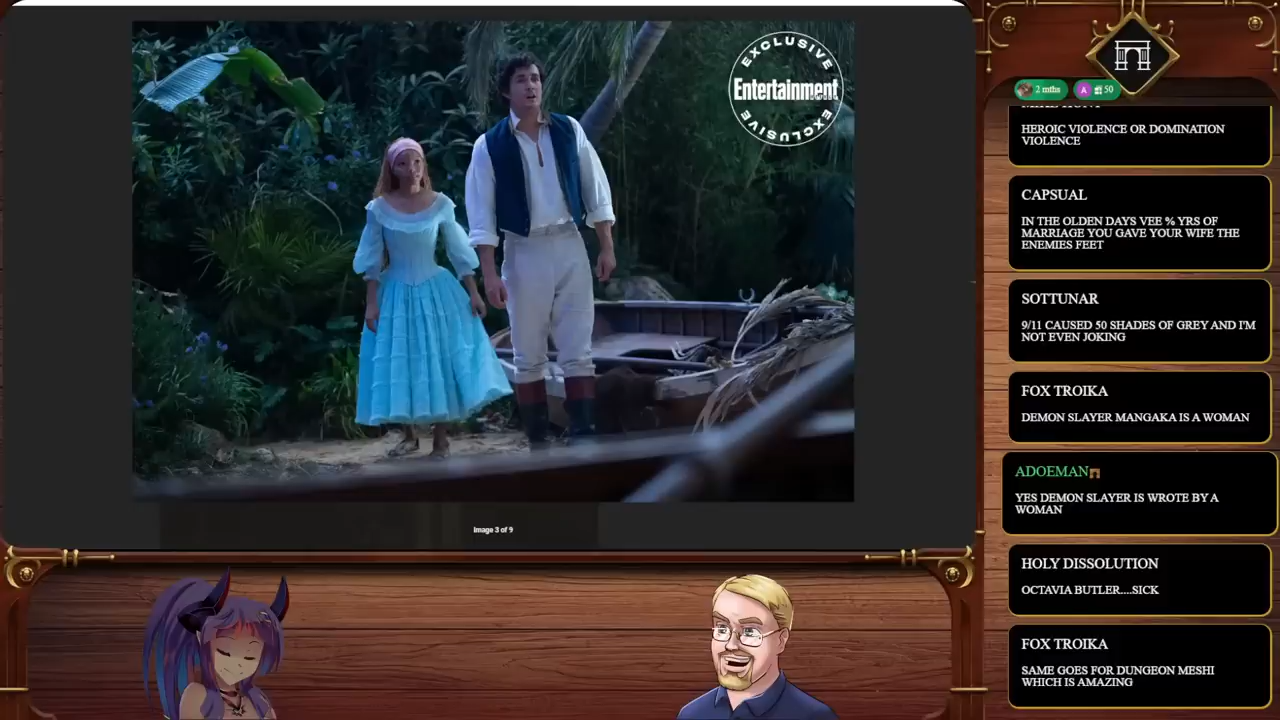 EXCLUSIVE
Entertainment
EXCLUSIVE
Image 3 of 9
2 mths
A
50
HEROIC VIOLENCE OR DOMINATION
VIOLENCE
CAPSUAL
IN THE OLDEN DAYS VEE % YRS OF
MARRIAGE YOU GAVE YOUR WIFE THE
ENEMIES FEET
SOTTUNAR
9/11 CAUSED 50 SHADES OF GREY AND I'M
NOT EVEN JOKING
FOX TROIKA
DEMON SLAYER MANGAKA IS A WOMAN
ADOEMAN
YES DEMON SLAYER IS WROTE BY A
WOMAN
HOLY DISSOLUTION
OCTAVIA BUTLER....SICK
FOX TROIKA
SAME GOES FOR DUNGEON MESHI
WHICH IS AMAZING